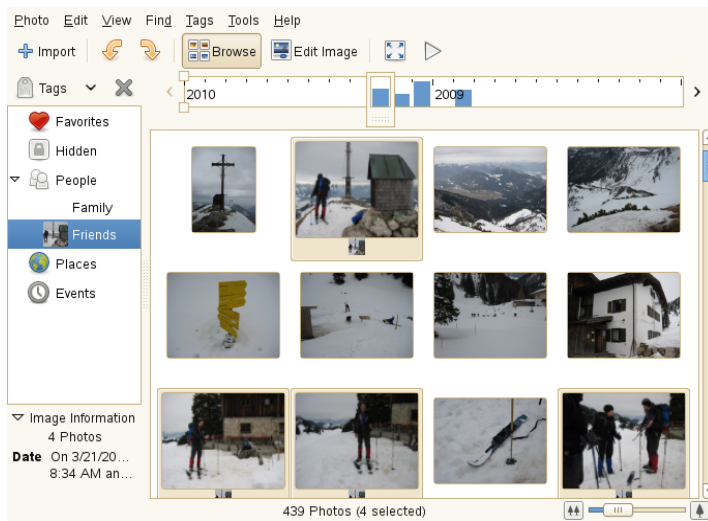 Photo Edit View Find Tags Tools Help
Import Browse Edit Image
Tags
2010 2009
Favorites
Hidden
People
Family
Friends
Places
Events
Image Information
4 Photos
Date On 3/21/20...
8:34 AM an...
439 Photos (4 selected)